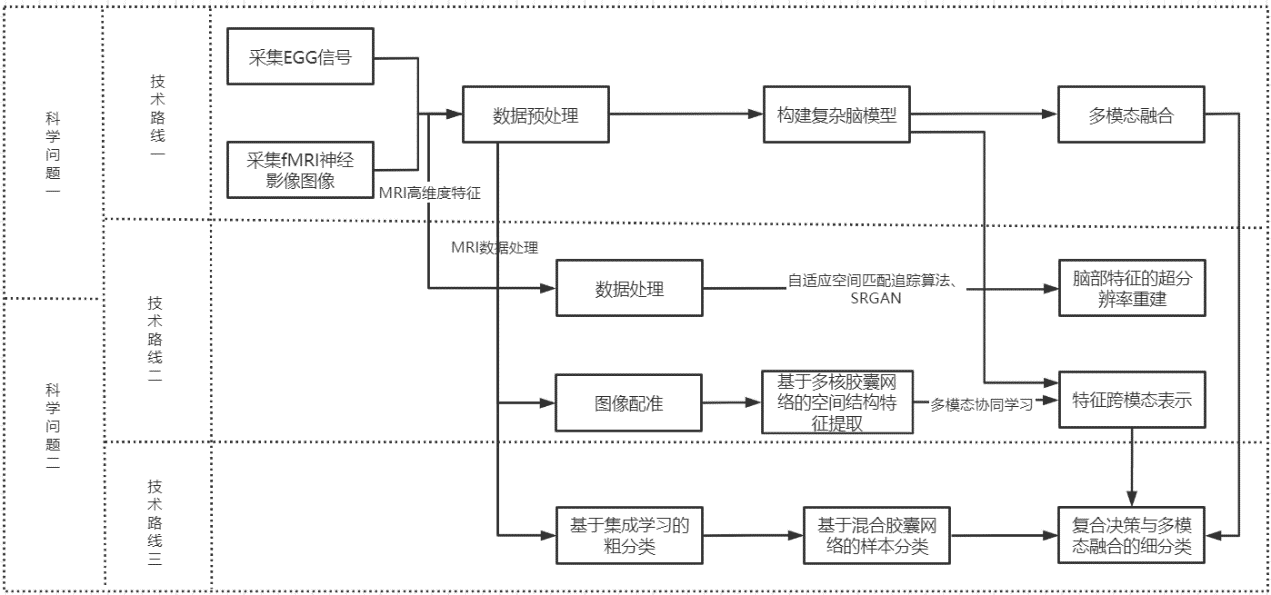 科学问题一
科学问题二
技术路线一
技术路线二
技术路线三
采集EGG信号
采集fMRI神经
影像图像
数据预处理
构建复杂脑模型
多模态融合
MRI高维度特征
MRI数据处理
数据处理
自适应空间匹配追踪算法、
SRGAN
脑部特征的超分
辨率重建
图像配准
基于多核胶囊网
络的空间结构特
征提取
多模态协同学习
特征跨模态表示
基于集成学习的
粗分类
基于混合胶囊网
络的样本分类
复合决策与多模
态融合的细分类